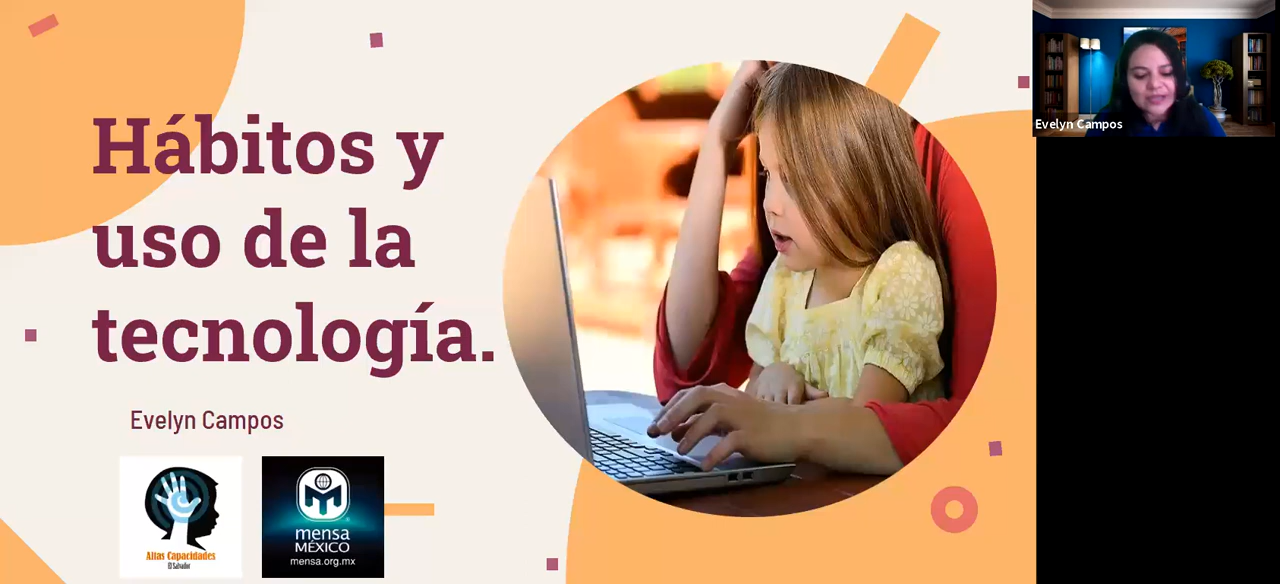 Hábitos y
uso de la
tecnología.
Evelyn Campos
Altas Capacidades
El Salvador
mensa
MÉXICO
mensa.org.mx
Evelyn Campos